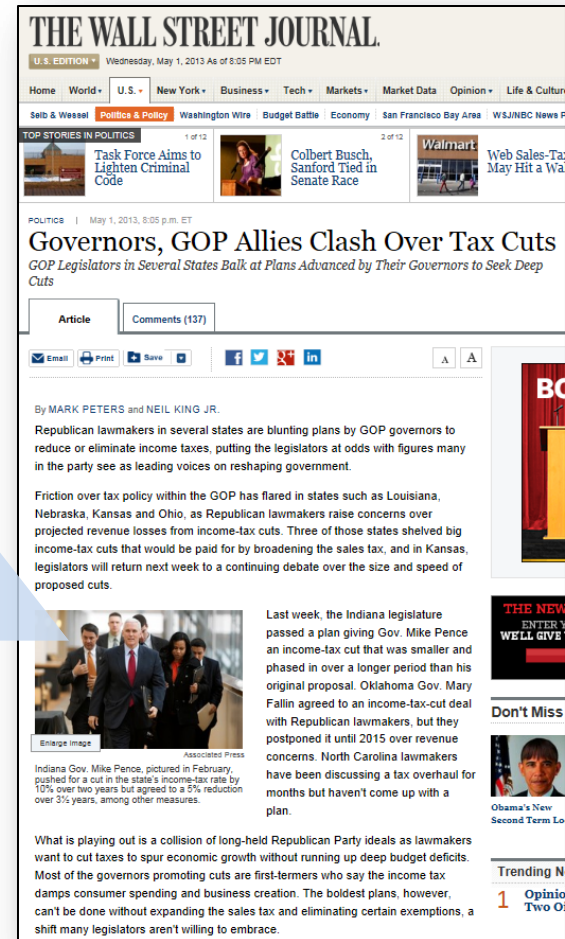 THE WALL STREET JOURNAL.
U.S. EDITION Wednesday, May 1, 2013 As of 8:05 PM EDT
Home World U.S. New York Business Tech Markets Market Data Opinion Life & Culture
Seib & Wessel Politics & Policy Washington Wire Budget Battle Economy San Francisco Bay Area WSJ/NBC News
TOP STORIES IN POLITICS
1 of 12
Task Force Aims to
Lighten Criminal
Code
2 of 12
Colbert Busch,
Sanford Tied in
Senate Race
Walmart
Web Sales-Tax
May Hit a
POLITICS | May 1, 2013, 8:05 p.m. ET
Governors, GOP Allies Clash Over Tax Cuts
GOP Legislators in Several States Balk at Plans Advanced by Their Governors to Seek Deep
Cuts
Article Comments (137)
Email Print Save
A A
By MARK PETERS and NEIL KING JR.
Republican lawmakers in several states are blunting plans by GOP governors to
reduce or eliminate income taxes, putting the legislators at odds with figures many
in the party see as leading voices on reshaping government.
Friction over tax policy within the GOP has flared in states such as Louisiana,
Nebraska, Kansas and Ohio, as Republican lawmakers raise concerns over
projected revenue losses from income-tax cuts. Three of those states shelved big
income-tax cuts that would be paid for by broadening the sales tax, and in Kansas,
legislators will return next week to a continuing debate over the size and speed of
proposed cuts.
Enlarge Image
Associated Press
Indiana Gov. Mike Pence, pictured in February,
pushed for a cut in the state's income-tax rate by
10% over two years but agreed to a 5% reduction
over 3½ years, among other measures.
Last week, the Indiana legislature
passed a plan giving Gov. Mike Pence
an income-tax cut that was smaller and
phased in over a longer period than his
original proposal. Oklahoma Gov. Mary
Fallin agreed to an income-tax-cut deal
with Republican lawmakers, but they
postponed it until 2015 over revenue
concerns. North Carolina lawmakers
have been discussing a tax overhaul for
months but haven't come up with a
plan.
What is playing out is a collision of long-held Republican Party ideals as lawmakers
want to cut taxes to spur economic growth without running up deep budget deficits.
Most of the governors promoting cuts are first-termers who say the income tax
damps consumer spending and business creation. The boldest plans, however,
can't be done without expanding the sales tax and eliminating certain exemptions, a
shift many legislators aren't willing to embrace.
BO
THE NEW
ENTER
WE'LL GIVE
Don't Miss
Obama's New
Second Term
Trending
1 Opinio
Two